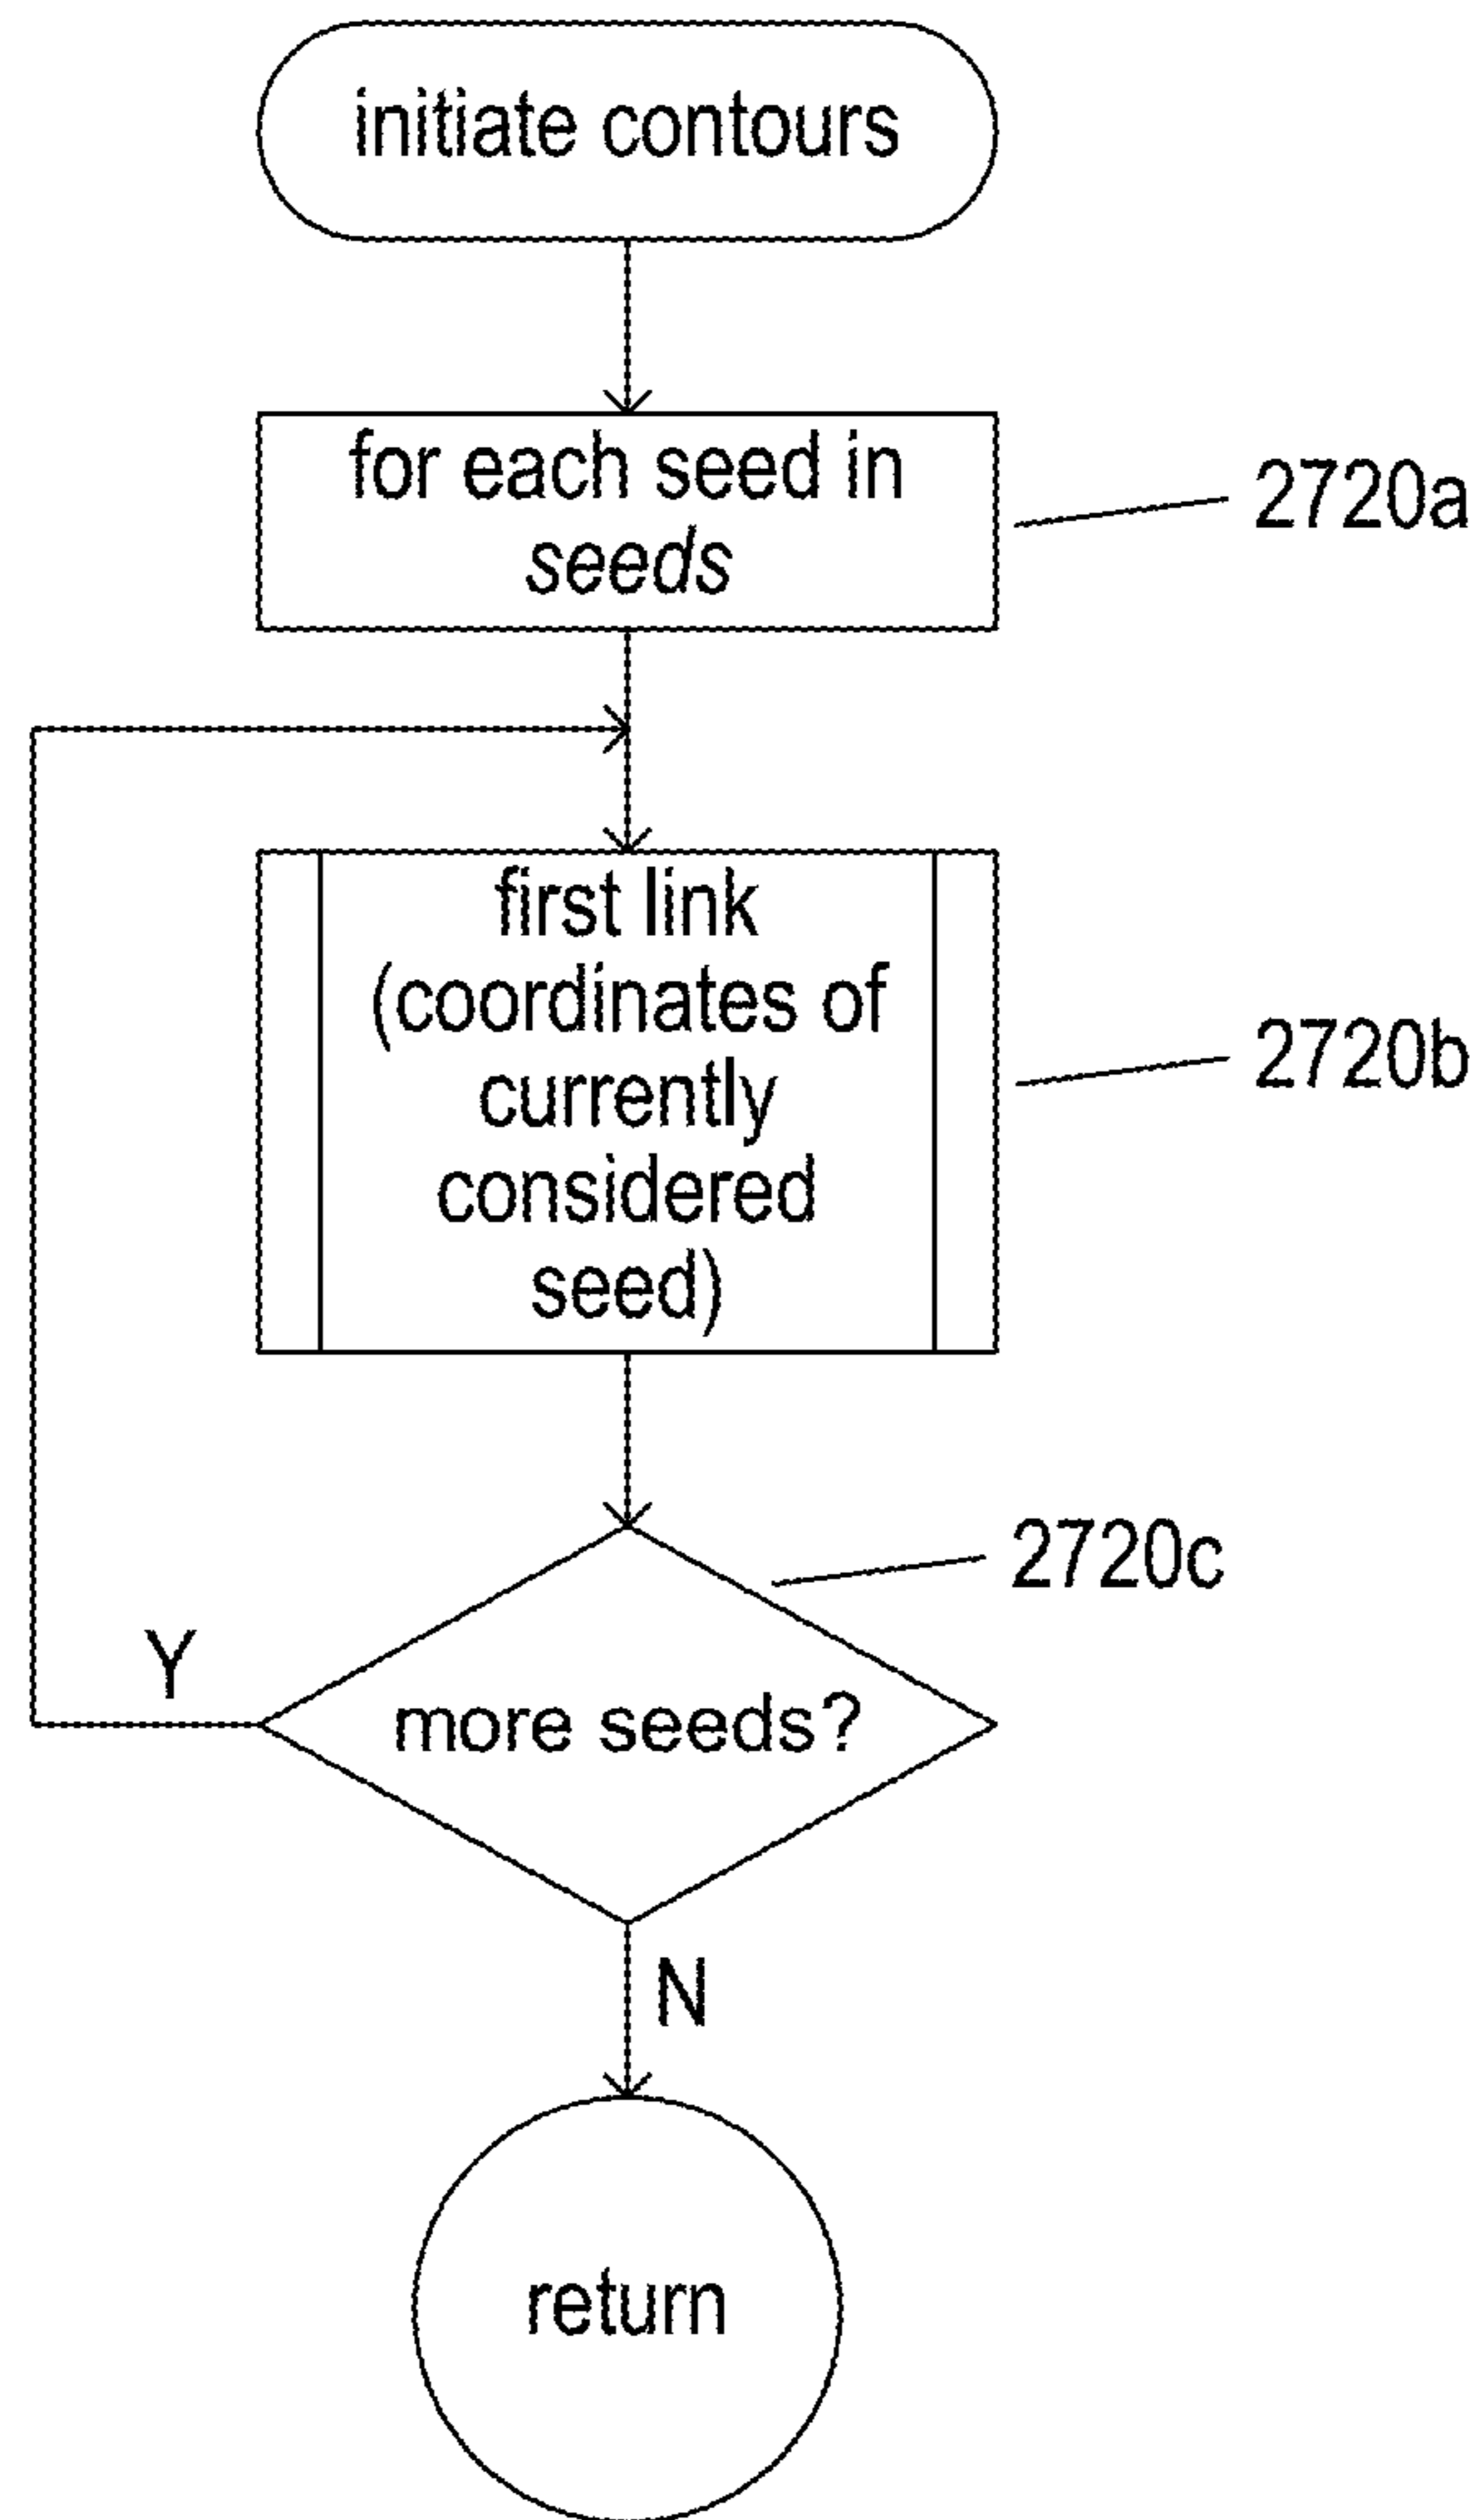 initiate contours
for each seed in
seeds
2720a
first link
(coordinates of
currently
considered
seed)
2720b
2720c
Y
more seeds?
N
return